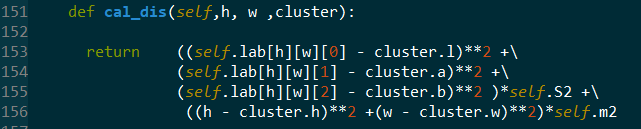 151 def cal_dis(self,h, w ,cluster):
152
153 return ((self.lab[h][w][0] - cluster.l)**2 +\
154 (self.lab[h][w][1] - cluster.a)**2 +\
155 (self.lab[h][w][2] - cluster.b)**2 )*self.S2 +\
156 ((h - cluster.h)**2 +(w - cluster.w)**2)*self.m2